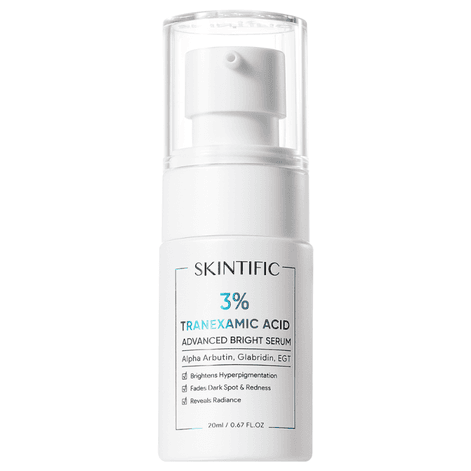 SKINTIFIC
3%
TRANEXAMIC ACID
ADVANCED BRIGHT SERUM
Alpha Arbutin, Glabridin, EGT
Brightens Hyperpigmentation
Fades Dark Spot & Redness
Reveals Radiance
20ml / 0.67 FL.OZ